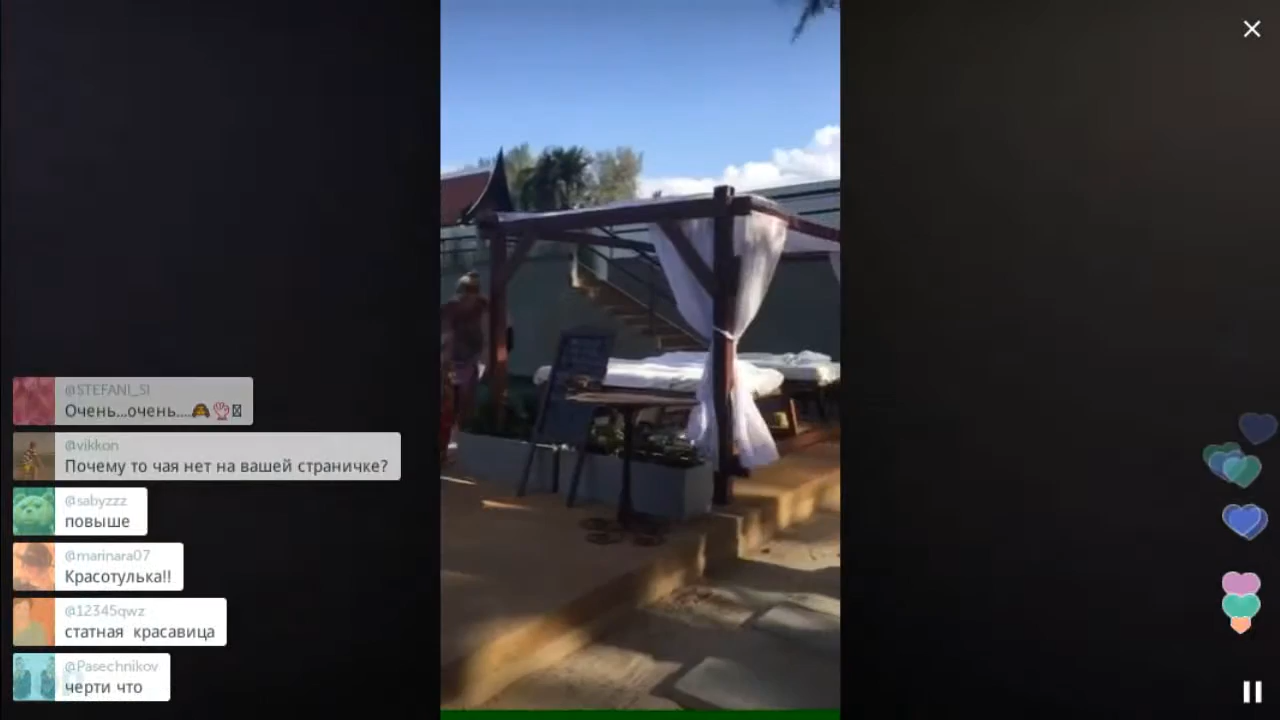 @STEFANI_SI
Очень...очень....🙈👌
@vikkon
Почему то чая нет на вашей страничке?
@sabyzzz
повыше
@marinara07
Красотулька!!
@12345qwz
статная красавица
@Pasechnikov
черти что